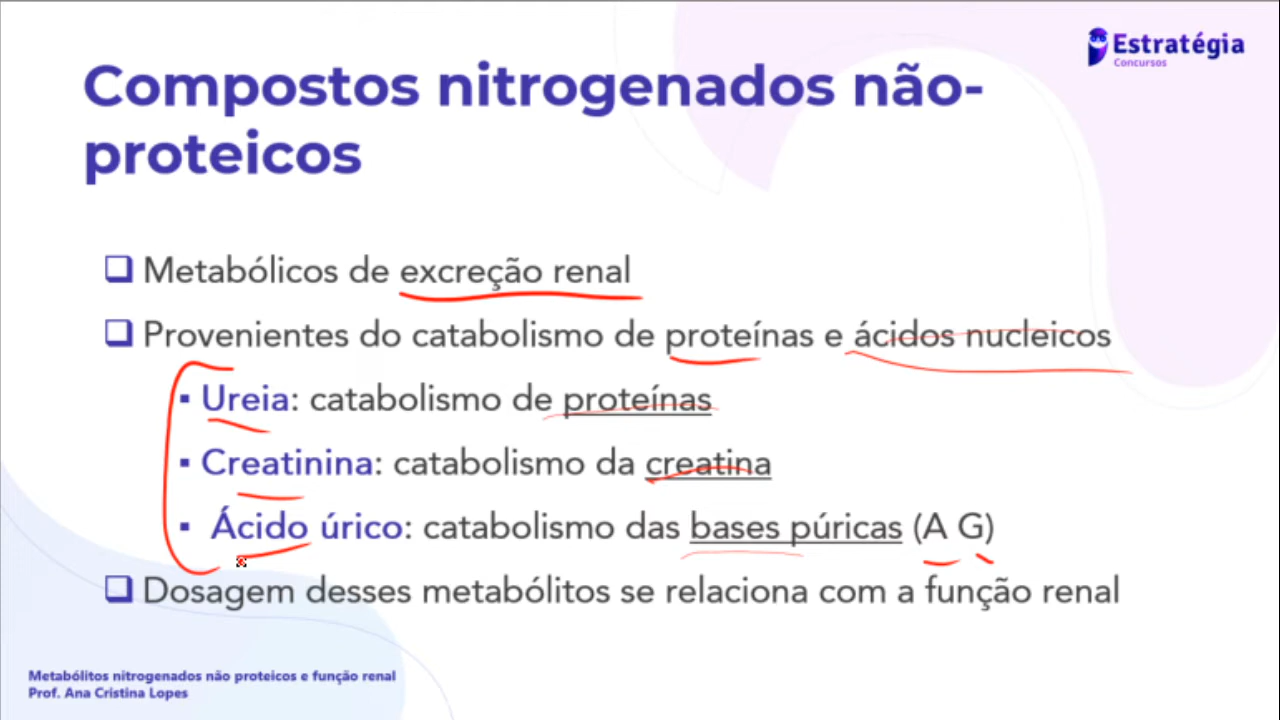 Estratégia
Concursos
Compostos nitrogenados não-
proteicos
Metabólicos de excreção renal
Provenientes do catabolismo de proteínas e ácidos nucleicos
Ureia: catabolismo de proteínas
Creatinina: catabolismo da creatina
Ácido úrico: catabolismo das bases púricas (A G)
Dosagem desses metabólitos se relaciona com a função renal
Metabólitos nitrogenados não proteicos e função renal
Prof. Ana Cristina Lopes